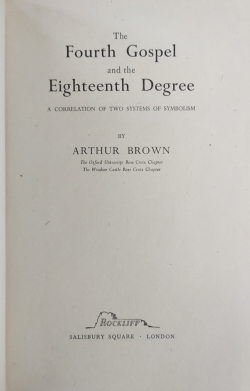 The
Fourth Gospel
and the
Eighteenth Degree
A CORRELATION OF TWO SYSTEMS OF SYMBOLISM
BY
ARTHUR BROWN
The Oxford University Rose Croix Chapter
The Windsor Castle Rose Croix Chapter
ROCKLIFF
SALISBURY SQUARE · LONDON